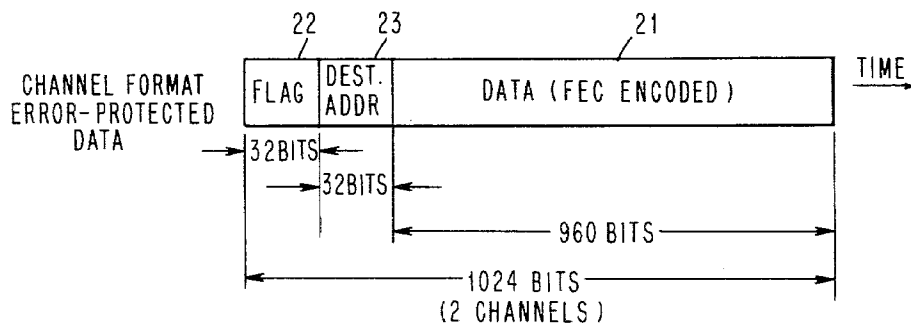 22 23 21
CHANNEL FORMAT
ERROR-PROTECTED
DATA
FLAG
DEST.
ADDR
DATA (FEC ENCODED)
TIME
32BITS
32BITS
960 BITS
1024 BITS
(2 CHANNELS)